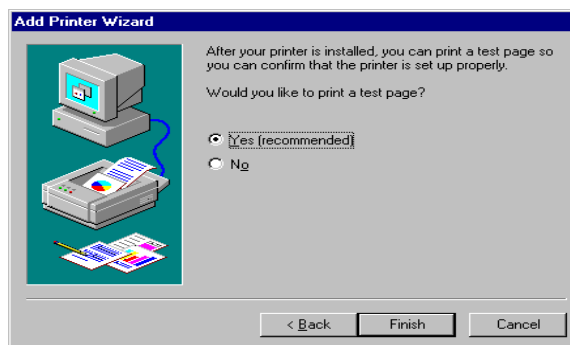 Add Printer Wizard
After your printer is installed, you can print a test page so
you can confirm that the printer is set up properly.
Would you like to print a test page?
Yes (recommended)
No
< Back Finish Cancel